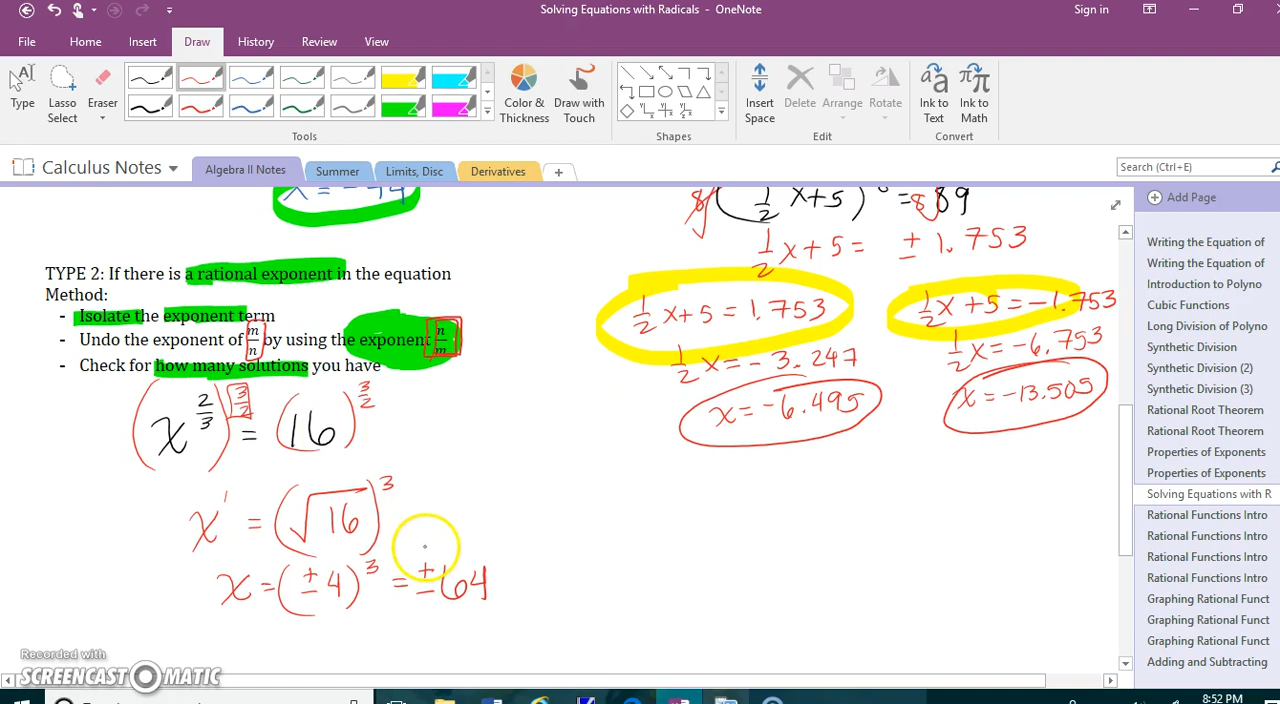 Solving Equations with Radicals - OneNote
Sign in
File Home Insert Draw History Review View
Type
Lasso Select
Eraser
Color & Thickness
Draw with Touch
Insert Space
Delete
Arrange
Rotate
Ink to Text
Ink to Math
Tools
Shapes
Edit
Convert
Calculus Notes
Algebra II Notes
Summer
Limits, Disc
Derivatives
Search (Ctrl+E)
Add Page
Writing the Equation of
Writing the Equation of
Introduction to Polyno
Cubic Functions
Long Division of Polyno
Synthetic Division
Synthetic Division (2)
Synthetic Division (3)
Rational Root Theorem
Rational Root Theorem
Properties of Exponents
Properties of Exponents
Solving Equations with R
Rational Functions Intro
Rational Functions Intro
Rational Functions Intro
Rational Functions Intro
Graphing Rational Funct
Graphing Rational Funct
Graphing Rational Funct
Adding and Subtracting
TYPE 2: If there is a rational exponent in the equation
Method:
- Isolate the exponent term
- Undo the exponent of m/n by using the exponent n/m
- Check for how many solutions you have
(x^(2/3))^(3/2) = (16)^(3/2)
x^1 = (√16)^3
x = (±4)^3 = ±64
1/2 x + 5 = ± 1.753
1/2 x + 5 = 1.753
1/2 x = - 3.247
x = -6.495
1/2 x + 5 = -1.753
1/2 x = -6.753
x = -13.505
Recorded with
SCREENCAST MATIC
8:52 PM